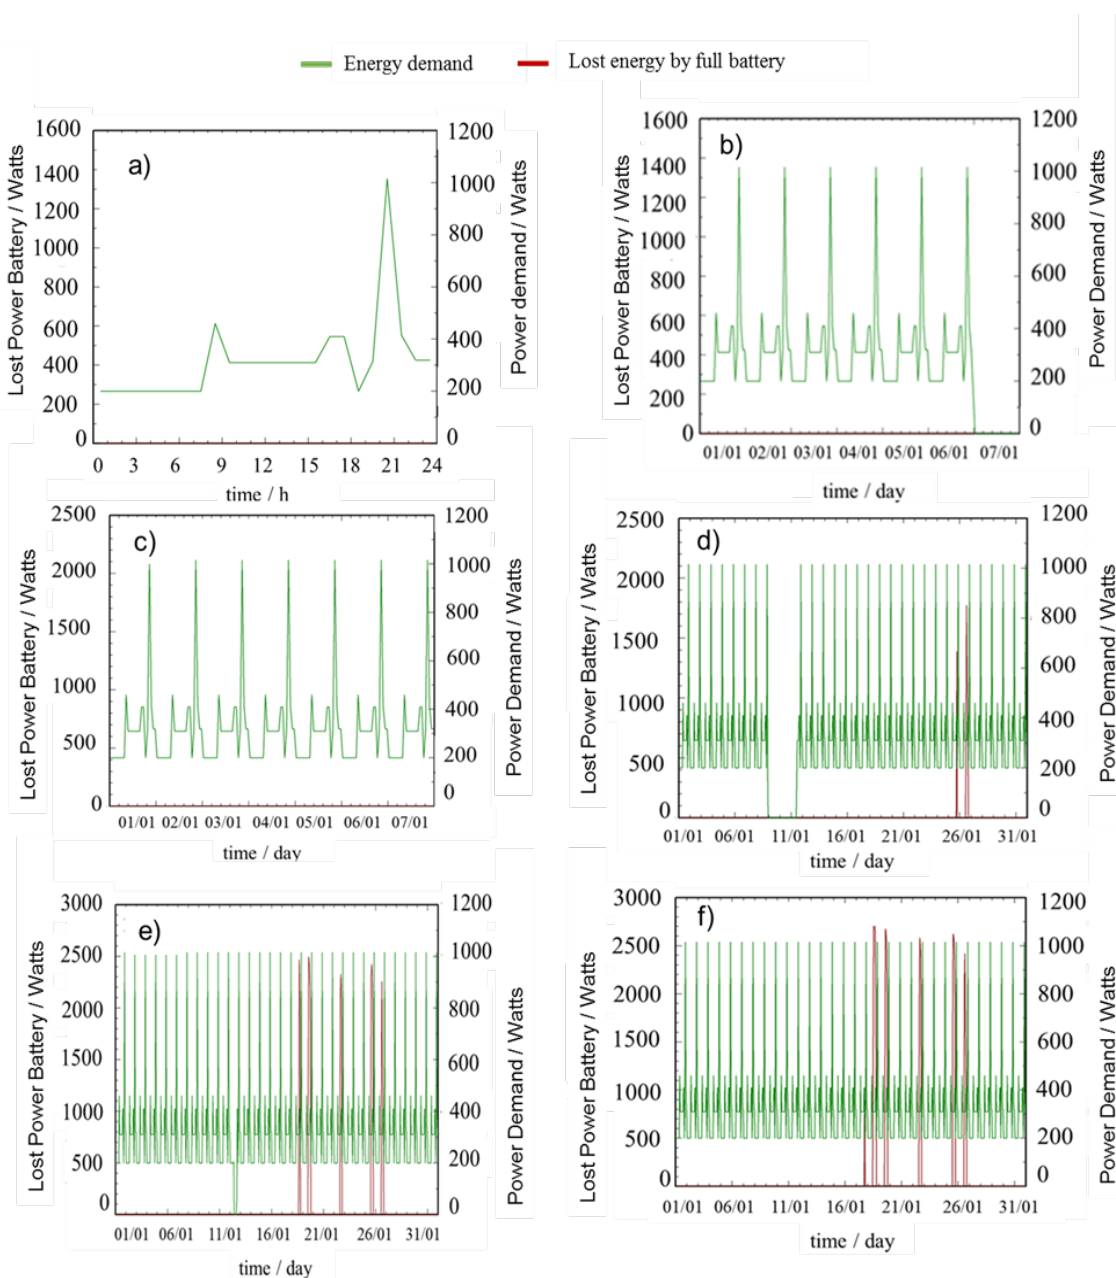 Energy demand
Lost energy by full battery
a)
Lost Power Battery / Watts
1600
1400
1200
1000
800
600
400
200
0
1200
1000
800
600
400
200
0
Power demand / Watts
0 3 6 9 12 15 18 21 24
time / h
b)
Lost Power Battery / Watts
1600
1400
1200
1000
800
600
400
200
0
1200
1000
800
600
400
200
0
Power Demand / Watts
01/01 02/01 03/01 04/01 05/01 06/01 07/01
time / day
c)
Lost Power Battery / Watts
2500
2000
1500
1000
500
0
1200
1000
800
600
400
200
0
Power Demand / Watts
01/01 02/01 03/01 04/01 05/01 06/01 07/01
time / day
d)
Lost Power Battery / Watts
2500
2000
1500
1000
500
0
1200
1000
800
600
400
200
0
Power Demand / Watts
01/01 06/01 11/01 16/01 21/01 26/01 31/01
time / day
e)
Lost Power Battery / Watts
3000
2500
2000
1500
1000
500
0
1200
1000
800
600
400
200
0
Power Demand / Watts
01/01 06/01 11/01 16/01 21/01 26/01 31/01
time / day
f)
Lost Power Battery / Watts
3000
2500
2000
1500
1000
500
0
1200
1000
800
600
400
200
0
Power Demand / Watts
01/01 06/01 11/01 16/01 21/01 26/01 31/01
time / day